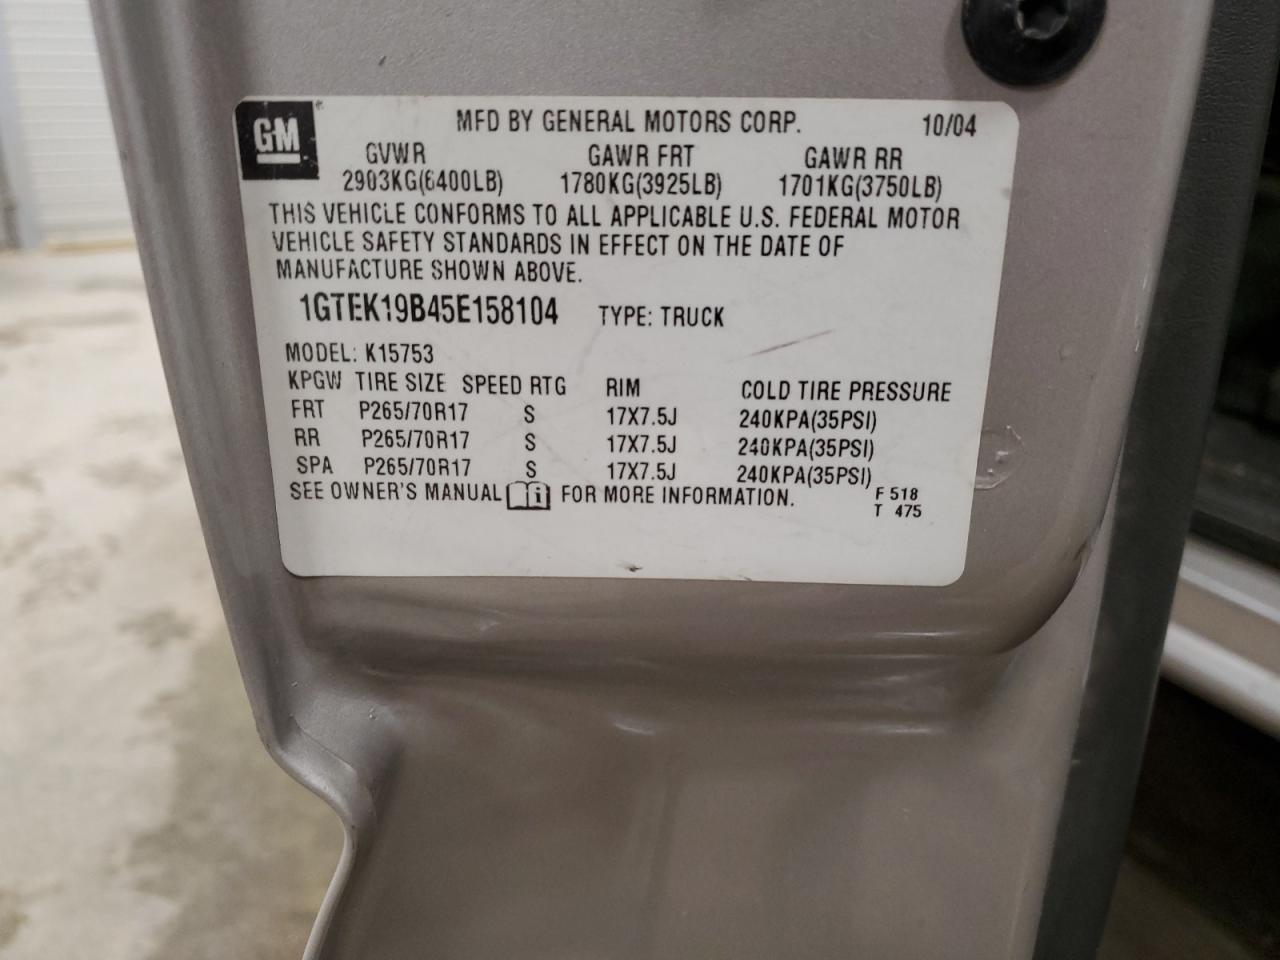 GM
MFD BY GENERAL MOTORS CORP. 10/04
GVWR GAWR FRT GAWR RR
2903KG(6400LB) 1780KG(3925LB) 1701KG(3750LB)
THIS VEHICLE CONFORMS TO ALL APPLICABLE U.S. FEDERAL MOTOR
VEHICLE SAFETY STANDARDS IN EFFECT ON THE DATE OF
MANUFACTURE SHOWN ABOVE.
1GTEK19B45E158104 TYPE: TRUCK
MODEL: K15753
KPGW TIRE SIZE SPEED RTG RIM COLD TIRE PRESSURE
FRT P265/70R17 S 17X7.5J 240KPA(35PSI)
RR P265/70R17 S 17X7.5J 240KPA(35PSI)
SPA P265/70R17 S 17X7.5J 240KPA(35PSI)
SEE OWNER'S MANUAL i FOR MORE INFORMATION. F 518
T 475